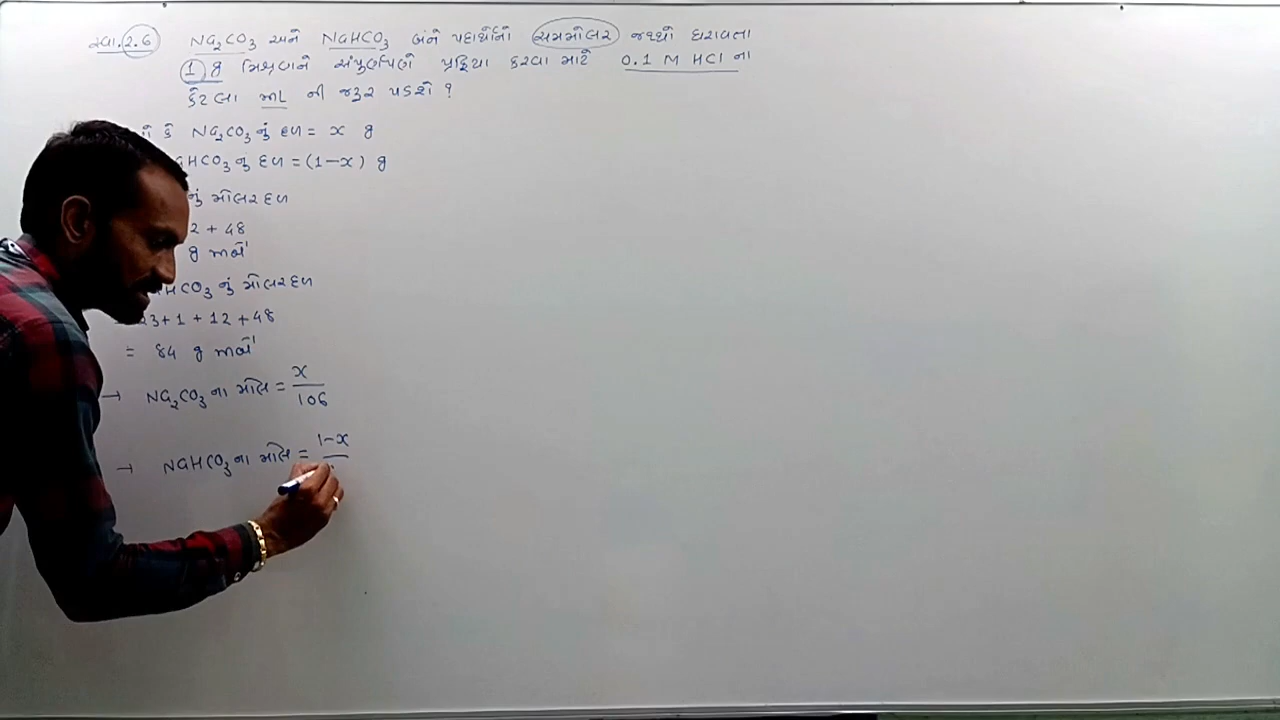 સ્વા. 2.6 Na₂CO₃ અને NaHCO₃ બંને પદાર્થોનો સમમોલર જથ્થો ધરાવતા
1 g મિશ્રણને સંપૂર્ણપણે પ્રક્રિયા કરવા માટે 0.1 M HCl ના
કેટલા mL ની જરૂર પડશે ?
કે Na₂CO₃ નું દળ = x g
HCO₃ નું દળ = (1-x) g
નું મોલર દળ
2 + 48
g mol⁻¹
HCO₃ નું મોલર દળ
23 + 1 + 12 + 48
= 84 g mol⁻¹
→ Na₂CO₃ ના મોલ = x/106
→ NaHCO₃ ના મોલ = 1-x